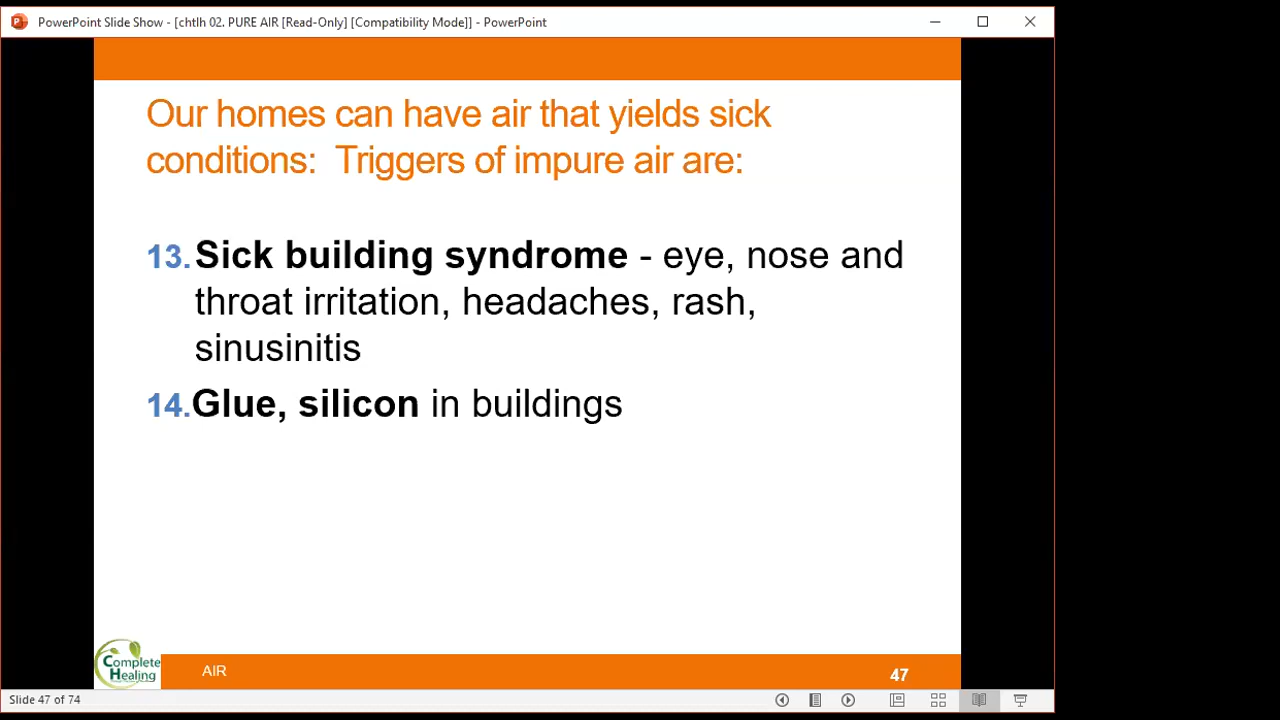 PowerPoint Slide Show - [chtlh 02. PURE AIR [Read-Only] [Compatibility Mode]] - PowerPoint
Our homes can have air that yields sick
conditions: Triggers of impure air are:
13. Sick building syndrome - eye, nose and
throat irritation, headaches, rash,
sinusinitis
14. Glue, silicon in buildings
Complete
Healing
AIR
47
Slide 47 of 74